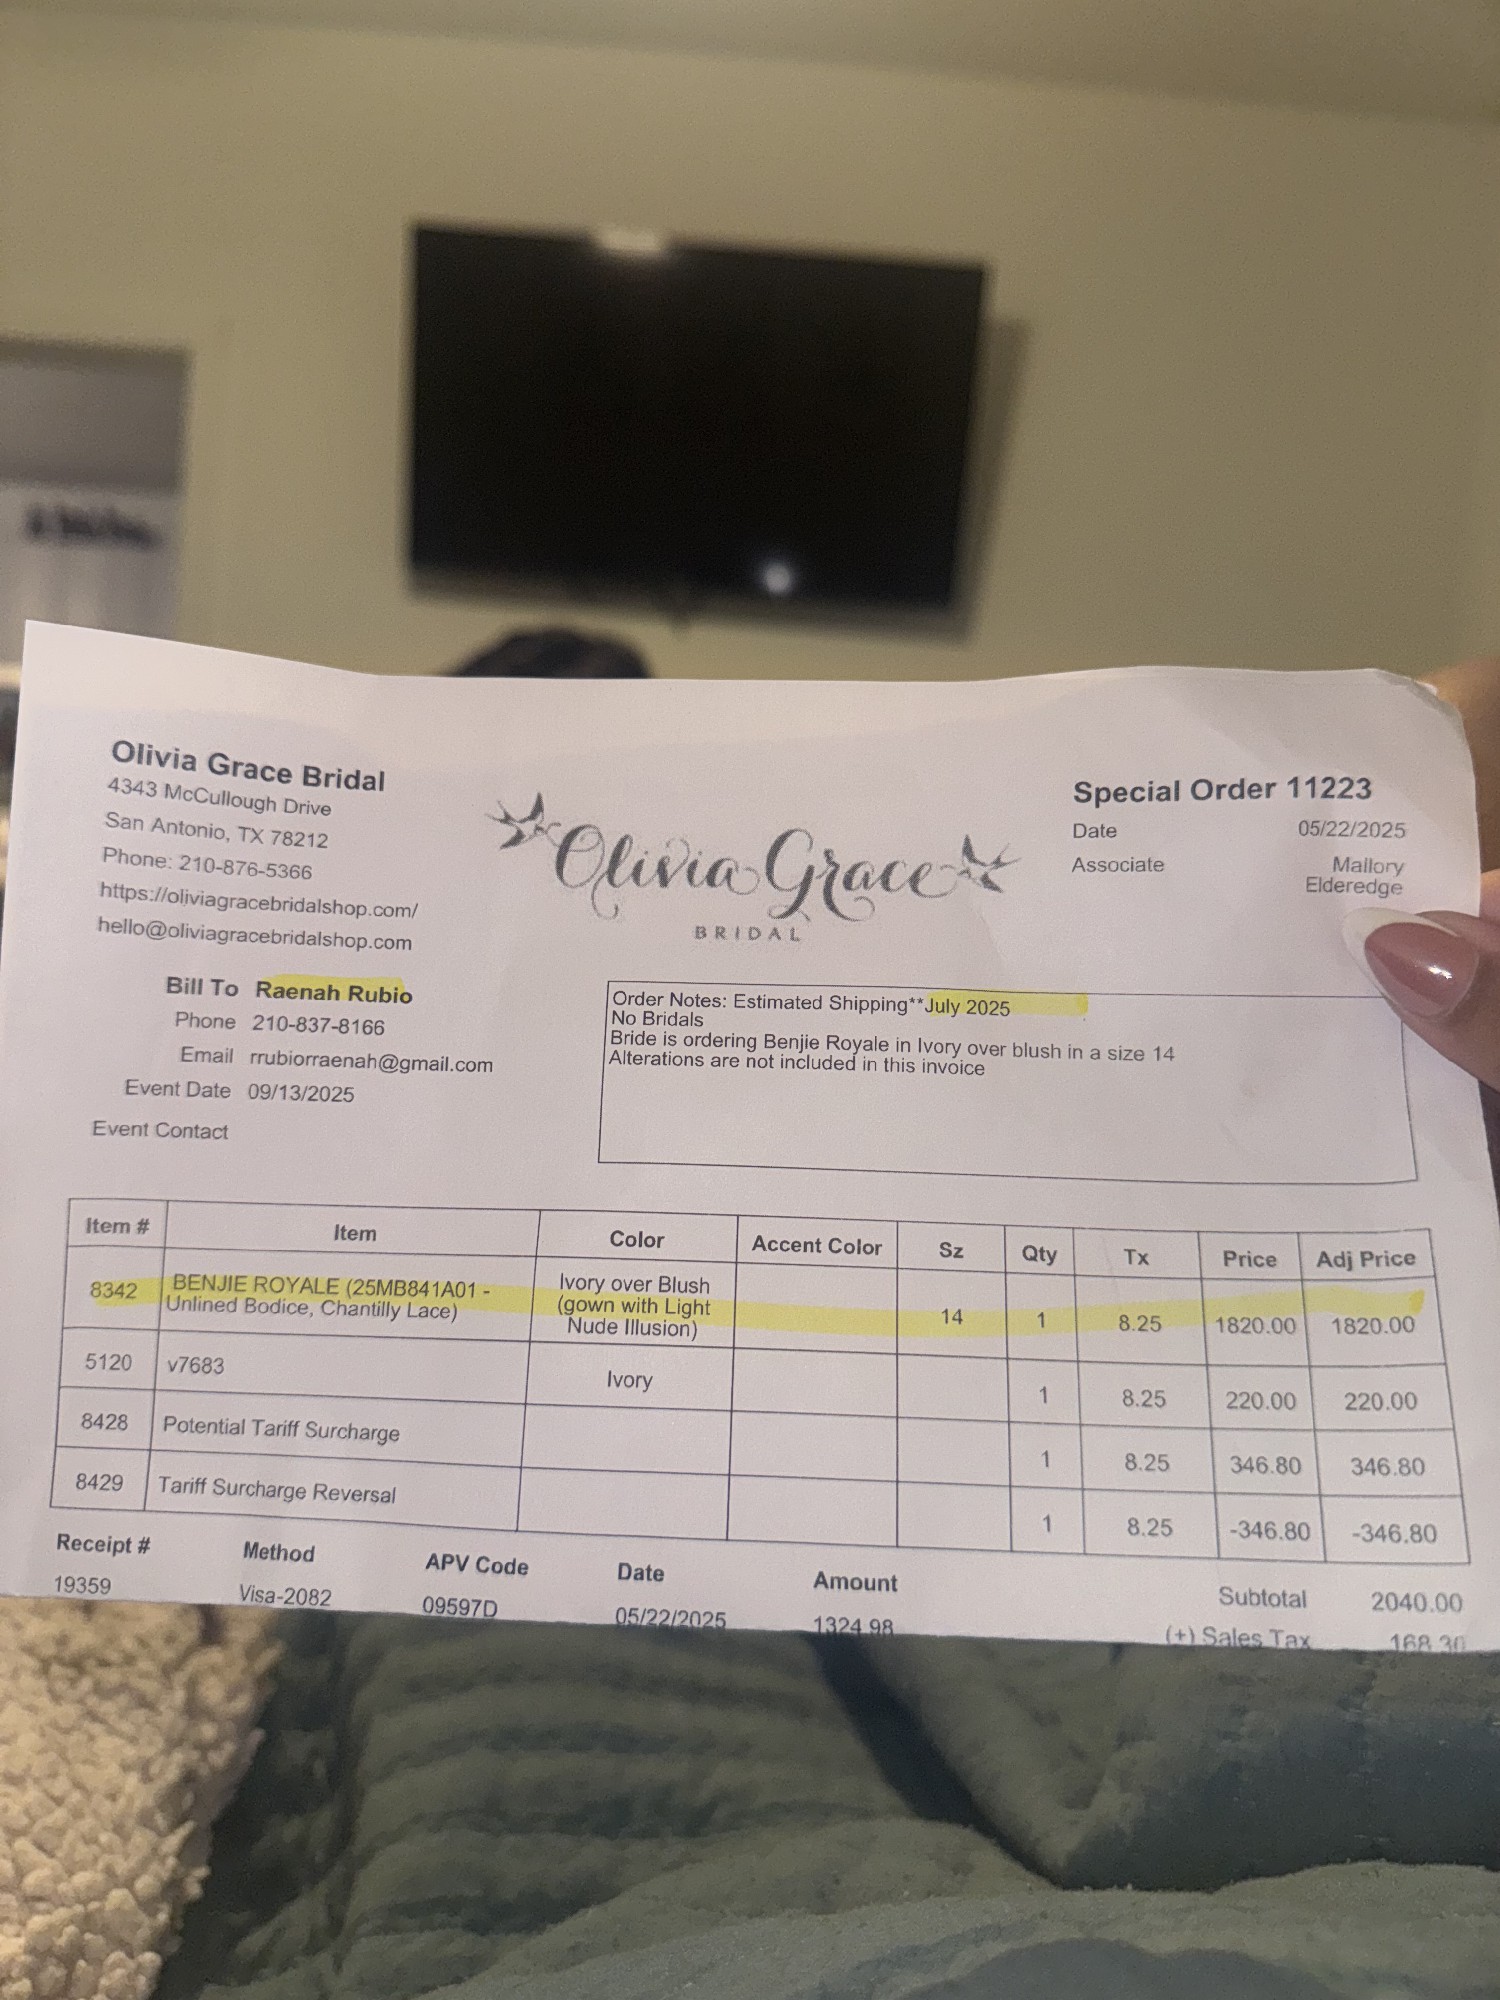 Olivia Grace Bridal
4343 McCullough Drive
San Antonio, TX 78212
Phone: 210-876-5366
https://oliviagracebridalshop.com/
hello@oliviagracebridalshop.com
Olivia Grace
BRIDAL
Special Order 11223
Date 05/22/2025
Associate Mallory
Elderedge
Bill To Raenah Rubio
Phone 210-837-8166
Email rrubiorraenah@gmail.com
Event Date 09/13/2025
Event Contact
Order Notes: Estimated Shipping**July 2025
No Bridals
Bride is ordering Benjie Royale in Ivory over blush in a size 14
Alterations are not included in this invoice
Item # Item Color Accent Color Sz Qty Tx Price Adj Price
8342 BENJIE ROYALE (25MB841A01 - Ivory over Blush
Unlined Bodice, Chantilly Lace) (gown with Light 14 1 8.25 1820.00 1820.00
Nude Illusion)
5120 v7683 Ivory 1 8.25 220.00 220.00
8428 Potential Tariff Surcharge 1 8.25 346.80 346.80
8429 Tariff Surcharge Reversal 1 8.25 -346.80 -346.80
Receipt # Method APV Code Date Amount
19359 Visa-2082 09597D 05/22/2025 1324.98
Subtotal 2040.00
(+) Sales Tax 168.30